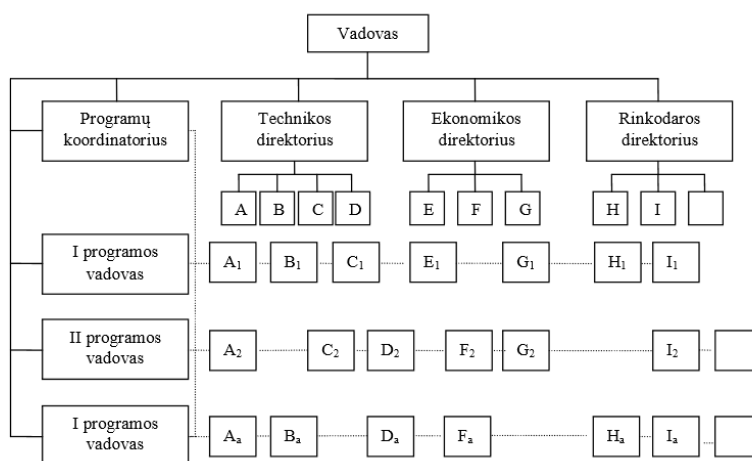 Vadovas
Programų
koordinatorius
Technikos
direktorius
Ekonomikos
direktorius
Rinkodaros
direktorius
A B C D E F G H I
I programos
vadovas
A₁ B₁ C₁ E₁ G₁ H₁ I₁
II programos
vadovas
A₂ C₂ D₂ F₂ G₂ I₂
I programos
vadovas
Aₐ Bₐ Dₐ Fₐ Hₐ Iₐ